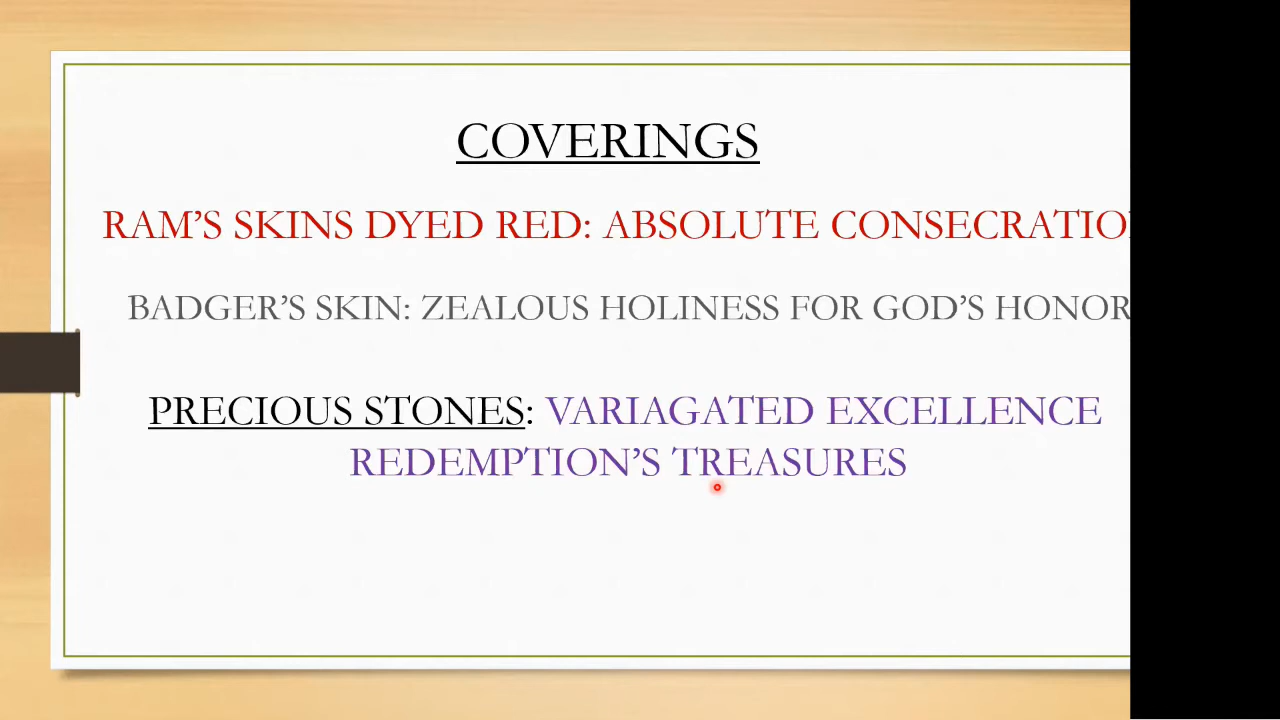 COVERINGS
RAM’S SKINS DYED RED: ABSOLUTE CONSECRATIO
BADGER’S SKIN: ZEALOUS HOLINESS FOR GOD’S HONOR
PRECIOUS STONES: VARIAGATED EXCELLENCE
REDEMPTION’S TREASURES